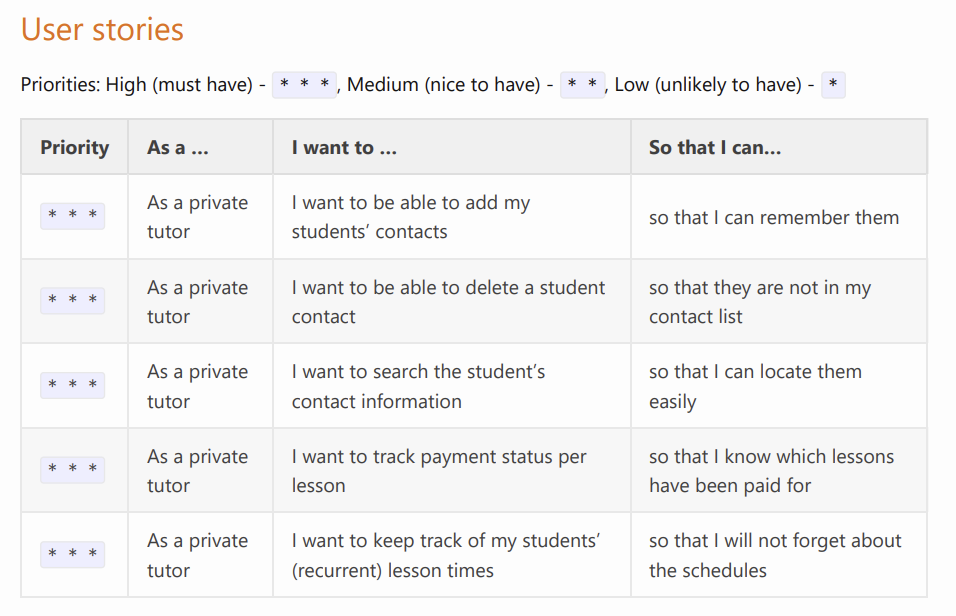 User stories
Priorities: High (must have) - * * *, Medium (nice to have) - * *, Low (unlikely to have) - *
Priority As a ... I want to ... So that I can...
* * * As a private tutor I want to be able to add my students’ contacts so that I can remember them
* * * As a private tutor I want to be able to delete a student contact so that they are not in my contact list
* * * As a private tutor I want to search the student’s contact information so that I can locate them easily
* * * As a private tutor I want to track payment status per lesson so that I know which lessons have been paid for
* * * As a private tutor I want to keep track of my students’ (recurrent) lesson times so that I will not forget about the schedules